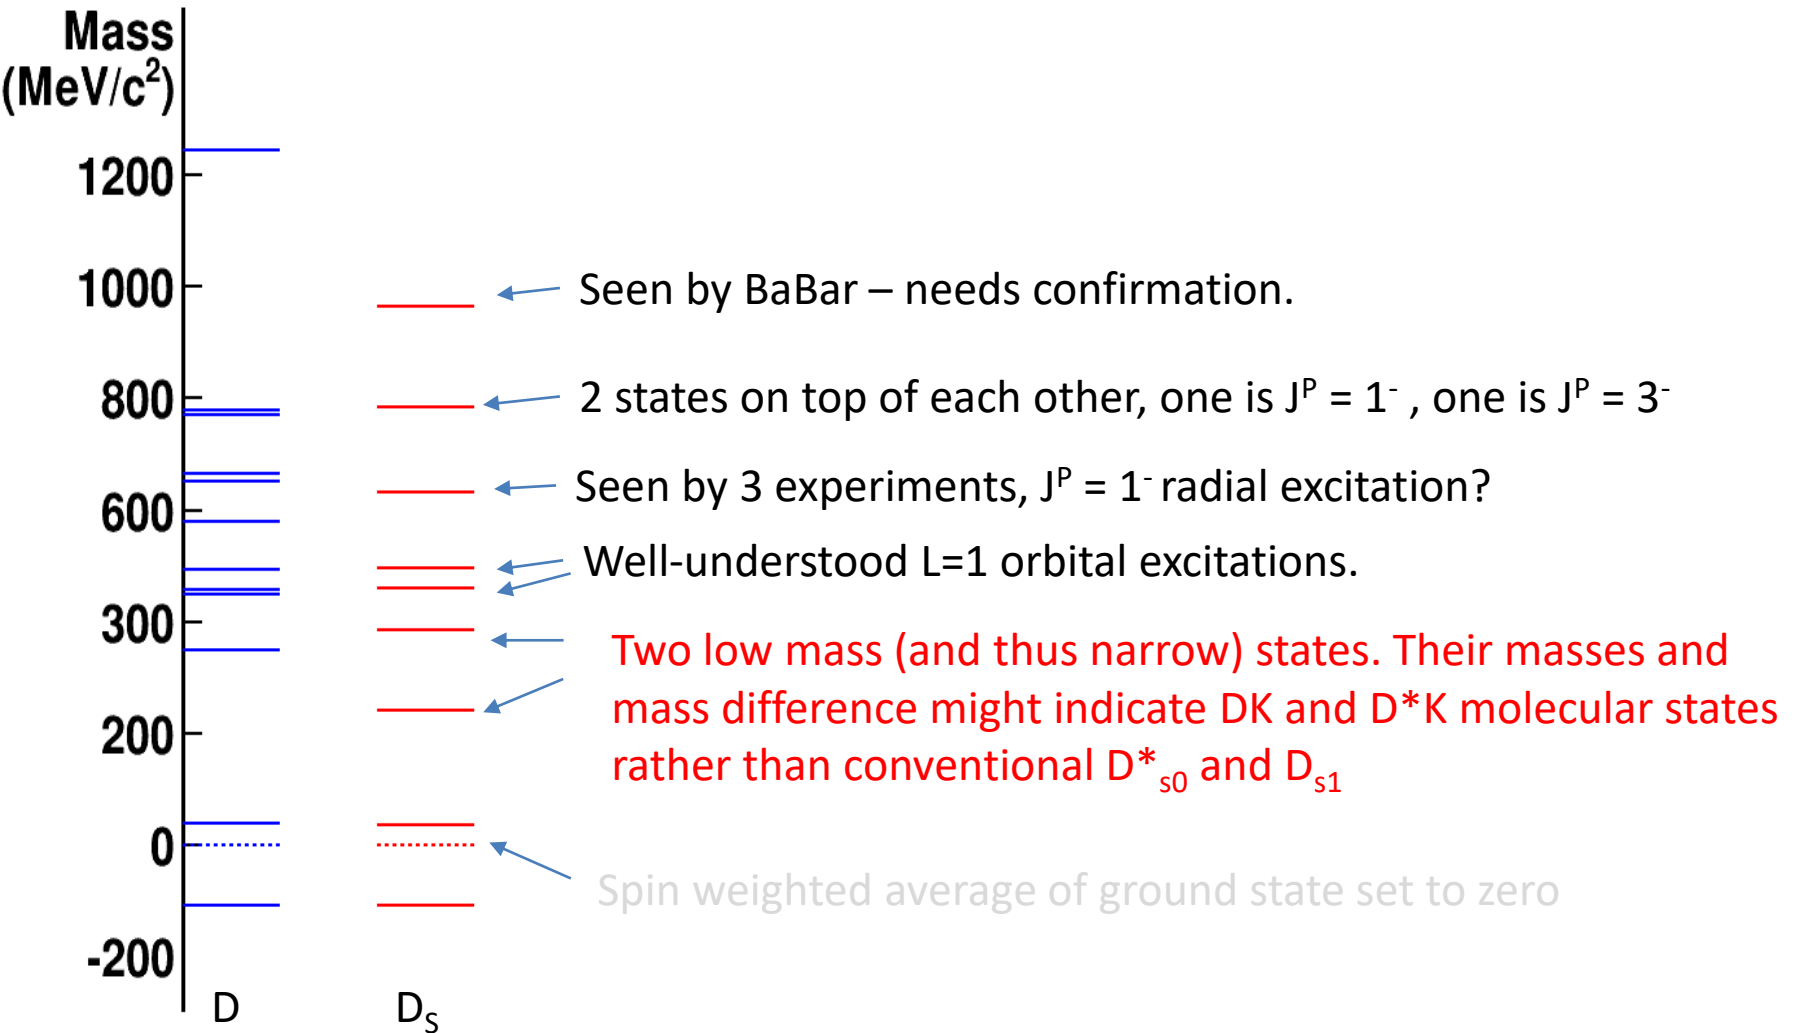 Mass
(MeV/c²)
1200
1000
800
600
300
200
0
-200
D
Dₛ
Seen by BaBar – needs confirmation.
2 states on top of each other, one is Jᴾ = 1⁻ , one is Jᴾ = 3⁻
Seen by 3 experiments, Jᴾ = 1⁻ radial excitation?
Well-understood L=1 orbital excitations.
Two low mass (and thus narrow) states. Their masses and
mass difference might indicate DK and D*K molecular states
rather than conventional D*ₛ₀ and Dₛ₁
Spin weighted average of ground state set to zero